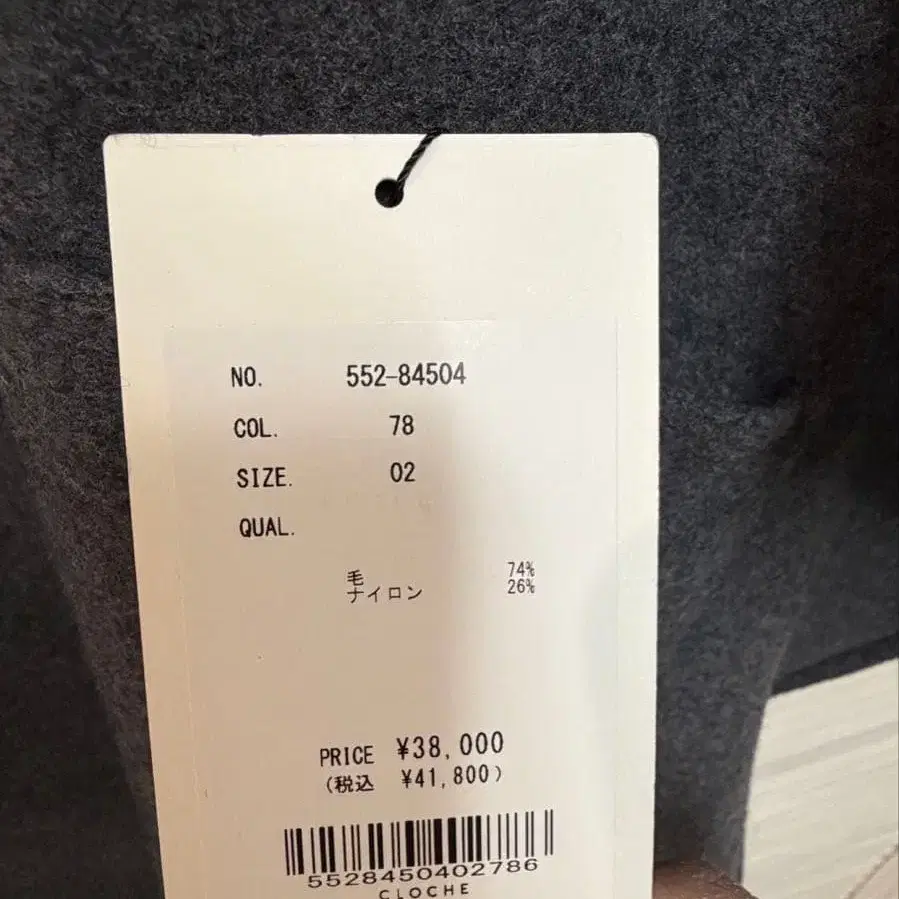 NO. 552-84504
COL. 78
SIZE. 02
QUAL.
毛 74%
ナイロン 26%
PRICE ¥38,000
(税込 ¥41,800)
5528450402786
CLOCHE